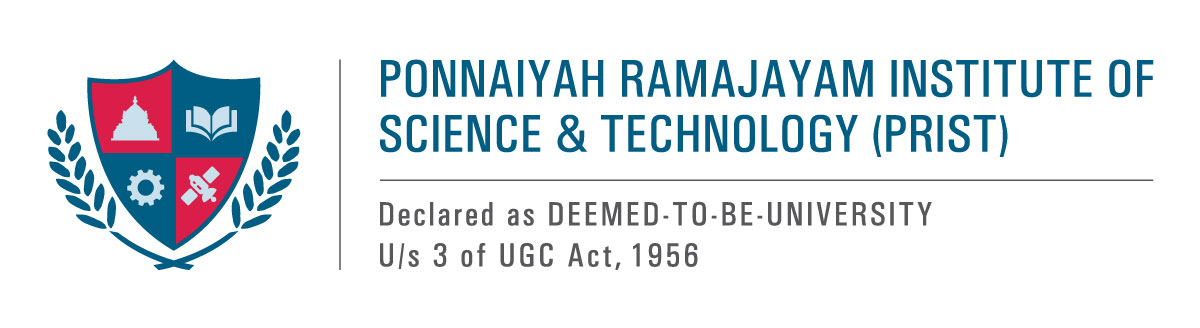 PONNAIYAH RAMAJAYAM INSTITUTE OF
SCIENCE & TECHNOLOGY (PRIST)
Declared as DEEMED-TO-BE-UNIVERSITY
U/s 3 of UGC Act, 1956